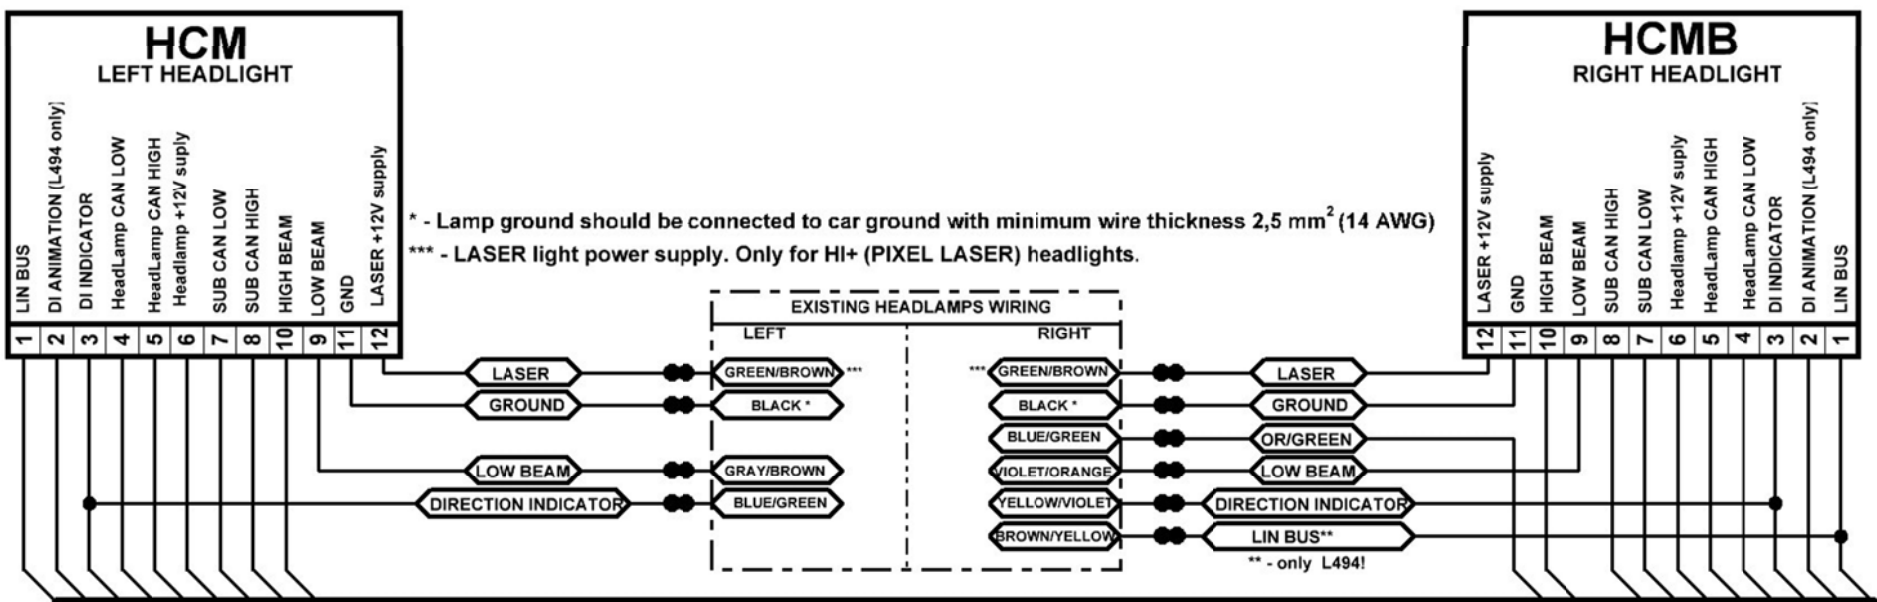 HCM
LEFT HEADLIGHT
LIN BUS
DI ANIMATION (L494 only)
DI INDICATOR
HeadLamp CAN LOW
HeadLamp CAN HIGH
Headlamp +12V suply
SUB CAN LOW
SUB CAN HIGH
HIGH BEAM
LOW BEAM
GND
LASER +12V supply
1 2 3 4 5 6 7 8 10 9 11 12
HCMB
RIGHT HEADLIGHT
LASER +12V supply
GND
HIGH BEAM
LOW BEAM
SUB CAN HIGH
SUB CAN LOW
Headlamp +12V suply
HeadLamp CAN HIGH
HeadLamp CAN LOW
DI INDICATOR
DI ANIMATION (L494 only)
LIN BUS
12 11 10 9 8 7 6 5 4 3 2 1
* - Lamp ground should be connected to car ground with minimum wire thickness 2,5 mm² (14 AWG)
*** - LASER light power supply. Only for HI+ (PIXEL LASER) headlights.
EXISTING HEADLAMPS WIRING
LEFT RIGHT
LASER GREEN/BROWN *** *** GREEN/BROWN LASER
GROUND BLACK * BLACK * GROUND
BLUE/GREEN OR/GREEN
LOW BEAM GRAY/BROWN VIOLET/ORANGE LOW BEAM
DIRECTION INDICATOR BLUE/GREEN YELLOW/VIOLET DIRECTION INDICATOR
BROWN/YELLOW LIN BUS**
** - only L494!